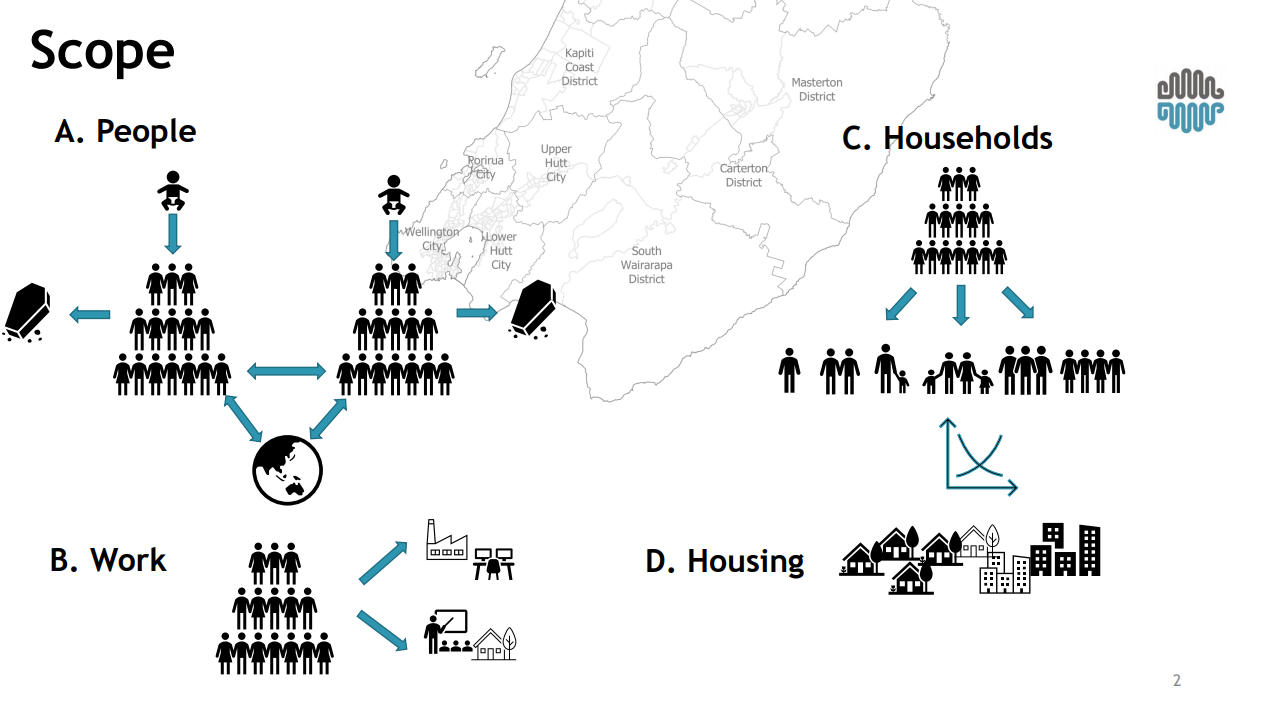 Scope
A. People
Kapiti
Coast
District
Masterton
District
Porirua
City
Upper
Hutt
City
Carterton
District
Wellington
City
Lower
Hutt
City
South
Wairarapa
District
C. Households
B. Work
D. Housing
2